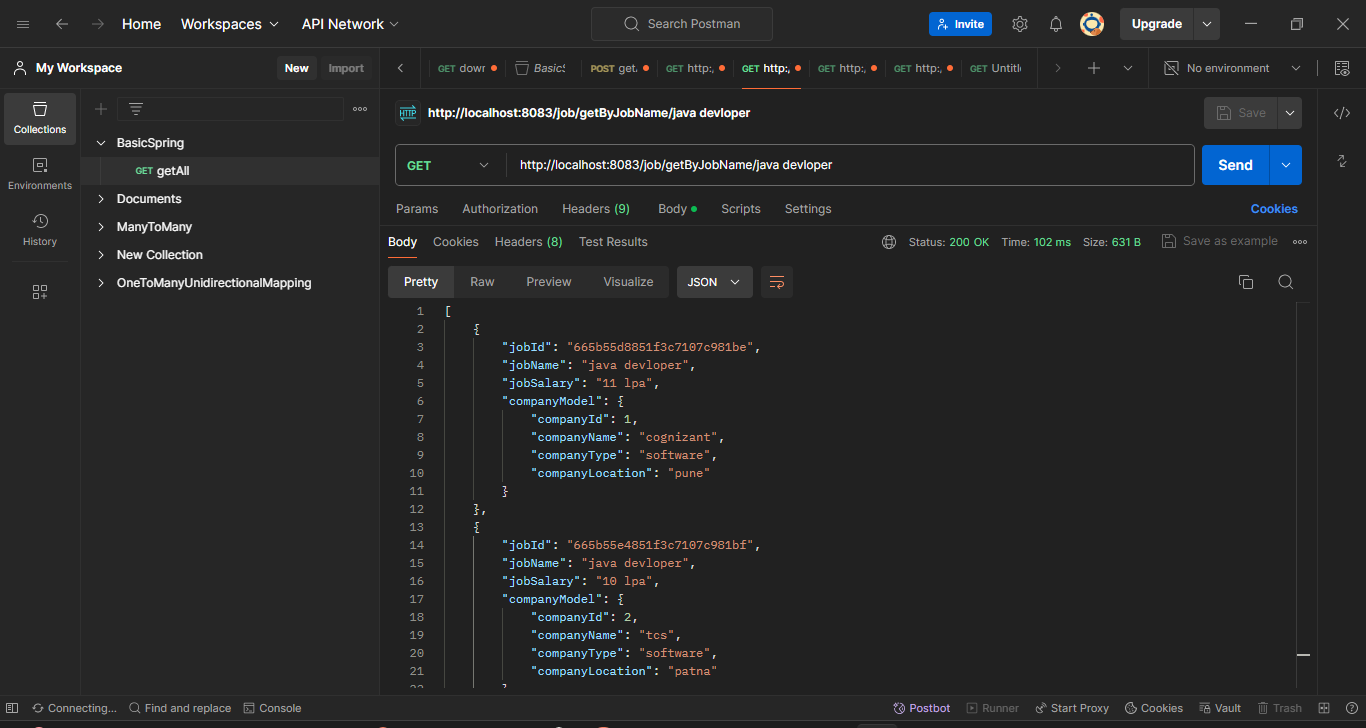 Home Workspaces API Network Search Postman Invite Upgrade
My Workspace New Import
GET dowr BasicS POST get. GET http:, GET http:, GET http:, GET http:, GET Untitl No environment
Collections
Environments
History
BasicSpring
GET getAll
Documents
ManyToMany
New Collection
OneToManyUnidirectionalMapping
HTTP http://localhost:8083/job/getByJobName/java devloper Save
GET http://localhost:8083/job/getByJobName/java devloper Send
Params Authorization Headers (9) Body Scripts Settings Cookies
Body Cookies Headers (8) Test Results Status: 200 OK Time: 102 ms Size: 631 B Save as example
Pretty Raw Preview Visualize JSON
1 [
2 {
3 "jobId": "665b55d8851f3c7107c981be",
4 "jobName": "java devloper",
5 "jobSalary": "11 lpa",
6 "companyModel": {
7 "companyId": 1,
8 "companyName": "cognizant",
9 "companyType": "software",
10 "companyLocation": "pune"
11 }
12 },
13 {
14 "jobId": "665b55e4851f3c7107c981bf",
15 "jobName": "java devloper",
16 "jobSalary": "10 lpa",
17 "companyModel": {
18 "companyId": 2,
19 "companyName": "tcs",
20 "companyType": "software",
21 "companyLocation": "patna"
Connecting... Find and replace Console Postbot Runner Start Proxy Cookies Vault Trash